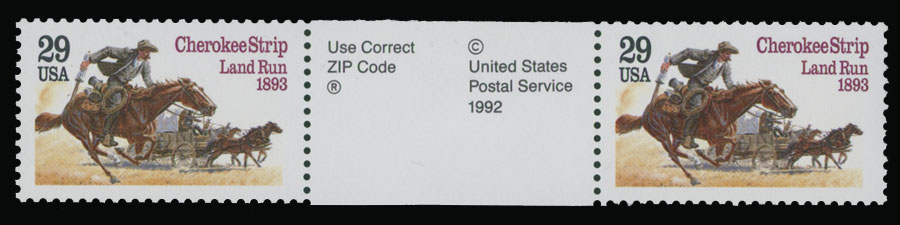 29
USA
Cherokee Strip
Land Run
1893
Use Correct
ZIP Code
®
©
United States
Postal Service
1992
29
USA
Cherokee Strip
Land Run
1893